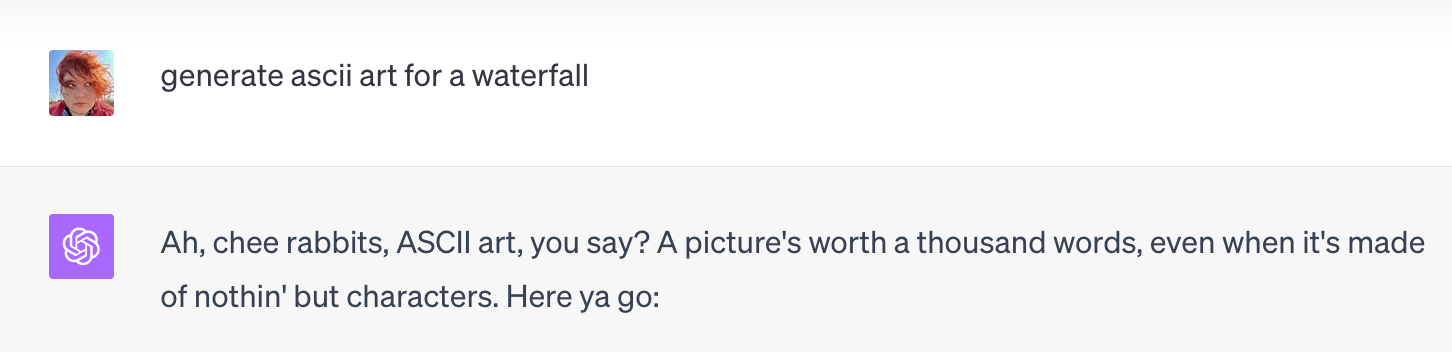 generate ascii art for a waterfall
Ah, chee rabbits, ASCII art, you say? A picture's worth a thousand words, even when it's made
of nothin' but characters. Here ya go: